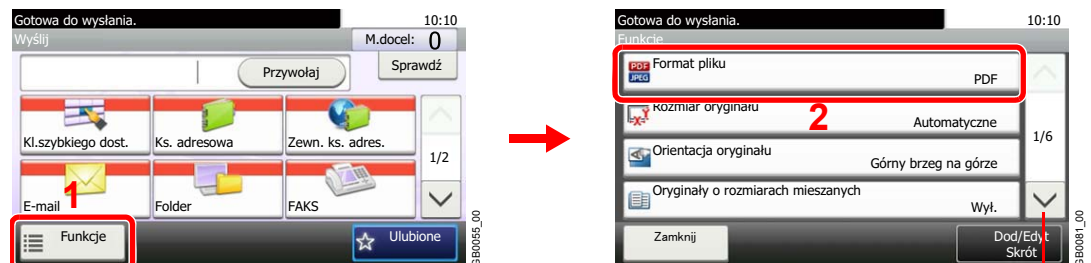 Gotowa do wysłania.
10:10
Wyślij
M.docel: 0
Przywołaj
Sprawdź
Kl.szybkiego dost.
Ks. adresowa
Zewn. ks. adres.
1/2
E-mail
Folder
FAKS
1
Funkcje
Ulubione
GB0055_00
Gotowa do wysłania.
10:10
Funkcje
PDF
JPEG
Format pliku
PDF
Rozmiar oryginału
Automatyczne
2
1/6
Orientacja oryginału
Górny brzeg na górze
Oryginały o rozmiarach mieszanych
Wył.
Zamknij
Dod/Edyt
Skrót
GB0081_00